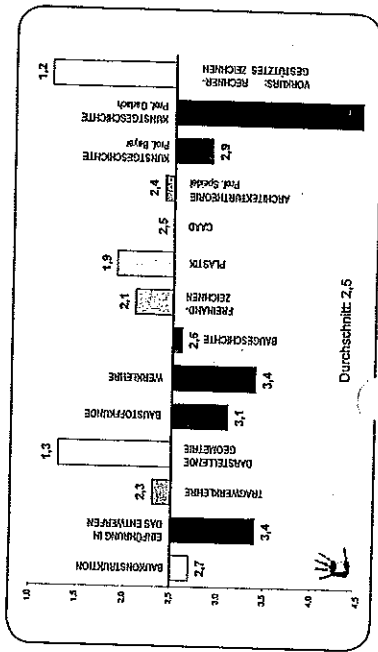 1,0
1,5
2,0
2,5
3,0
3,5
4,0
4,5
BAUKONSTRUKTION
2,7
EINFÜHRUNG IN
DAS ENTWERFEN
3,4
TRAGWERKLEHRE
2,3
DARSTELLENDE
GEOMETRIE
1,3
BAUSTOFFKUNDE
3,1
WERKLEHRE
3,4
BAUGESCHICHTE
2,6
FREIHAND-
ZEICHNEN
2,1
PLASTIK
1,9
CAAD
2,5
ARCHITEKTURTHEORIE
Prof. Speidel
2,4
KUNSTGESCHICHTE
Prof. Beyer
2,9
KUNSTGESCHICHTE
Prof.
VORKURS: RECHNER-
GESTÜTZTES ZEICHNEN
1,2
Durchschnitt: 2,5